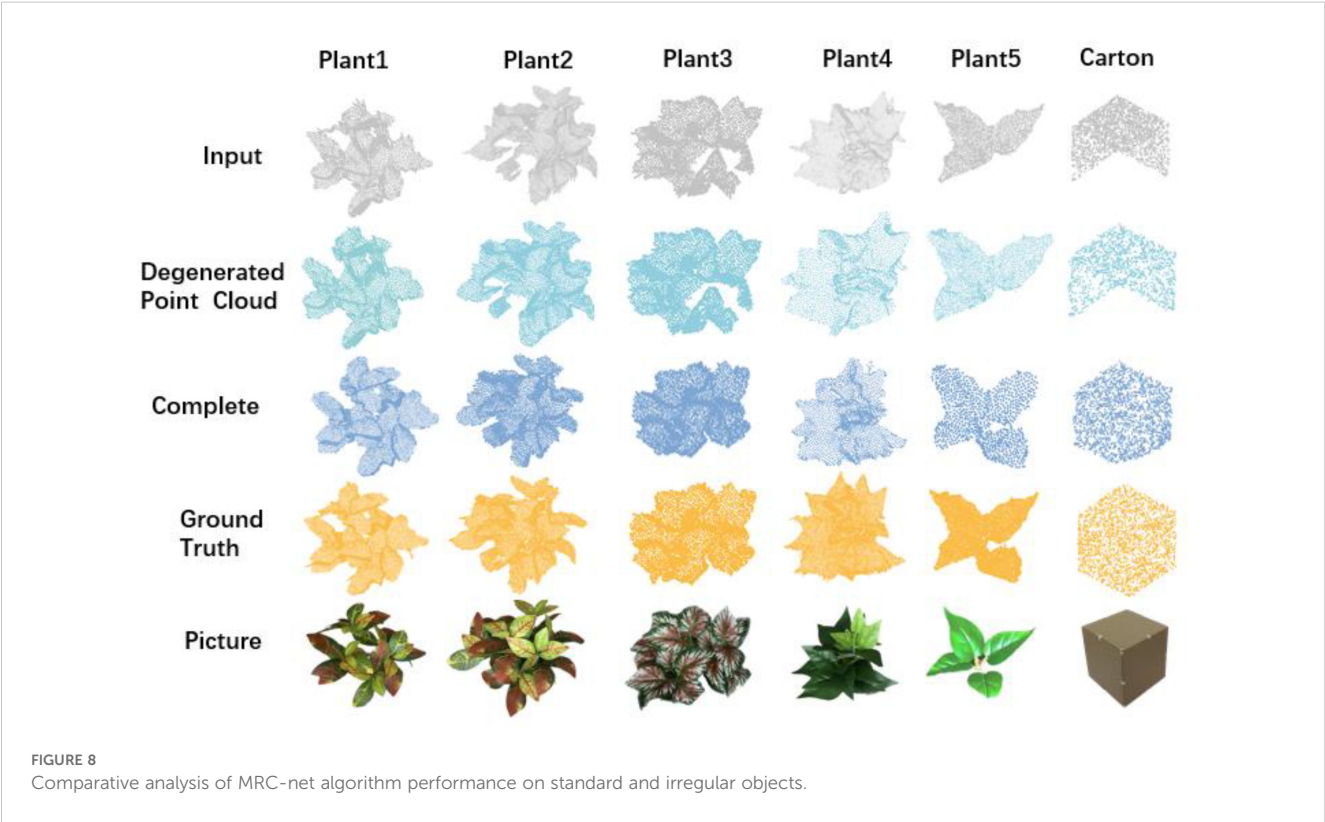 Plant1 Plant2 Plant3 Plant4 Plant5 Carton
Input
Degenerated
Point Cloud
Complete
Ground
Truth
Picture
FIGURE 8
Comparative analysis of MRC-net algorithm performance on standard and irregular objects.